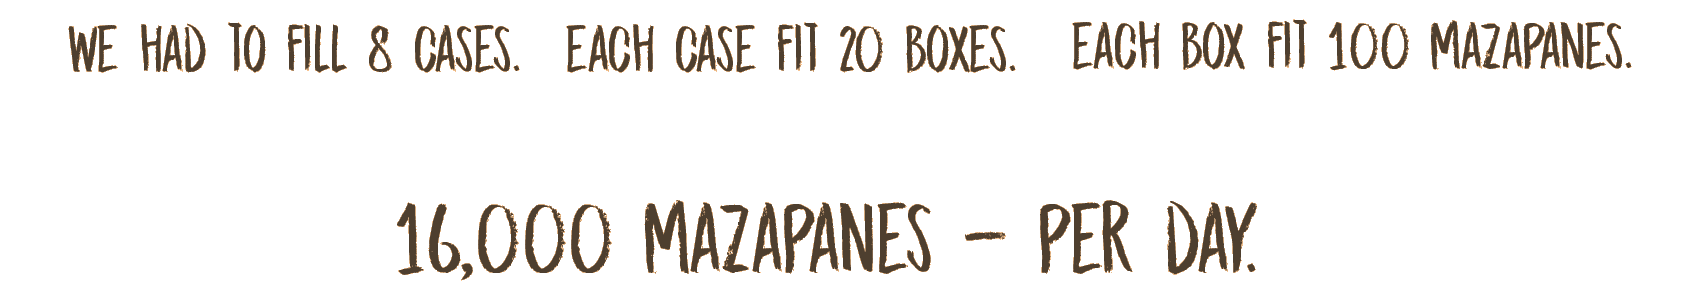 WE HAD TO FILL 8 CASES. EACH CASE FIT 20 BOXES. EACH BOX FIT 100 MAZAPANES.
16,000 MAZAPANES – PER DAY.